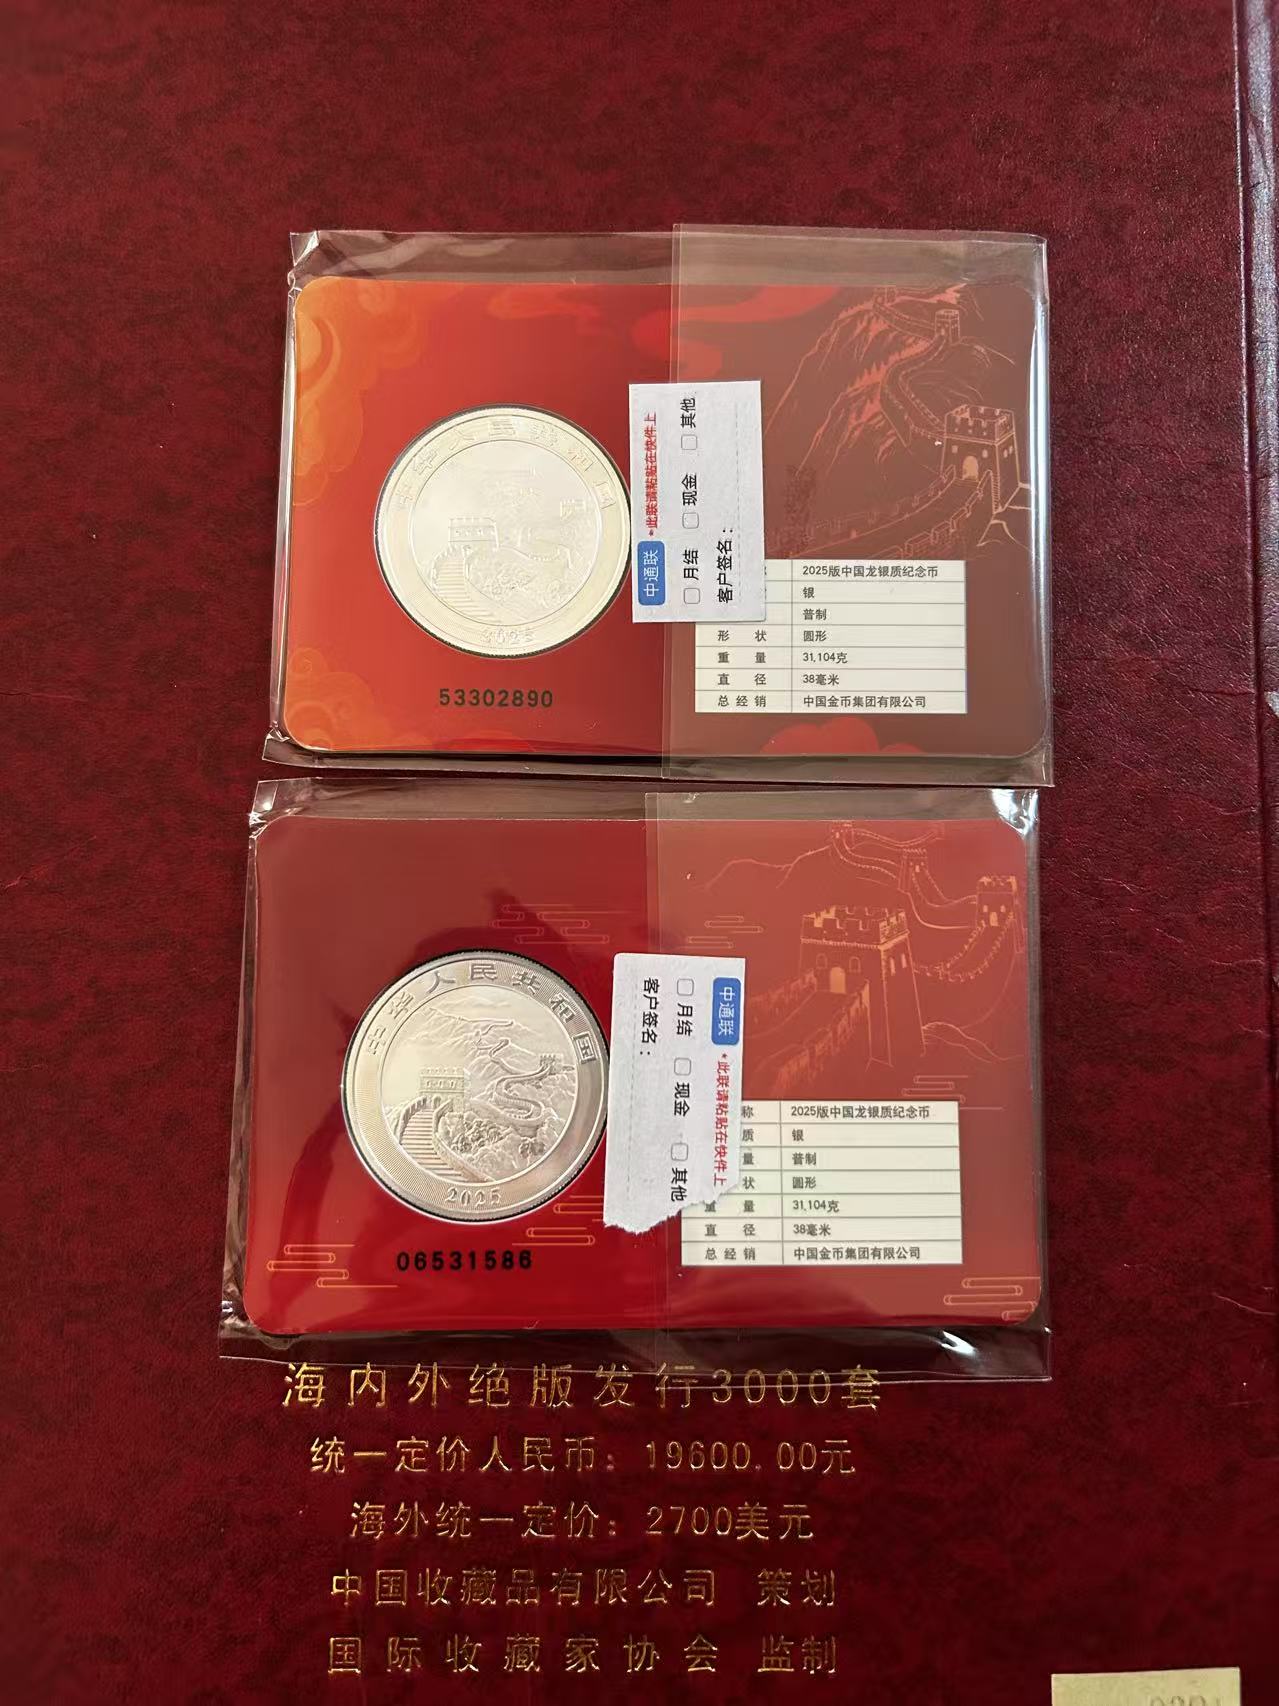 中华人民共和国
2025
53302890
中通联
*此联请粘贴在快件上
月结 现金 其他
客户签名:
2025版中国龙银质纪念币
银
普制
形状 圆形
重量 31.104克
直径 38毫米
总经销 中国金币集团有限公司
中华人民共和国
2025
06531586
中通联
*此联请粘贴在快件上
月结 现金 其他
客户签名:
称 2025版中国龙银质纪念币
质 银
量 普制
状 圆形
重量 31.104克
直径 38毫米
总经销 中国金币集团有限公司
海内外绝版发行3000套
统一定价人民币: 19600.00元
海外统一定价: 2700美元
中国收藏品有限公司 策划
国际收藏家协会 监制